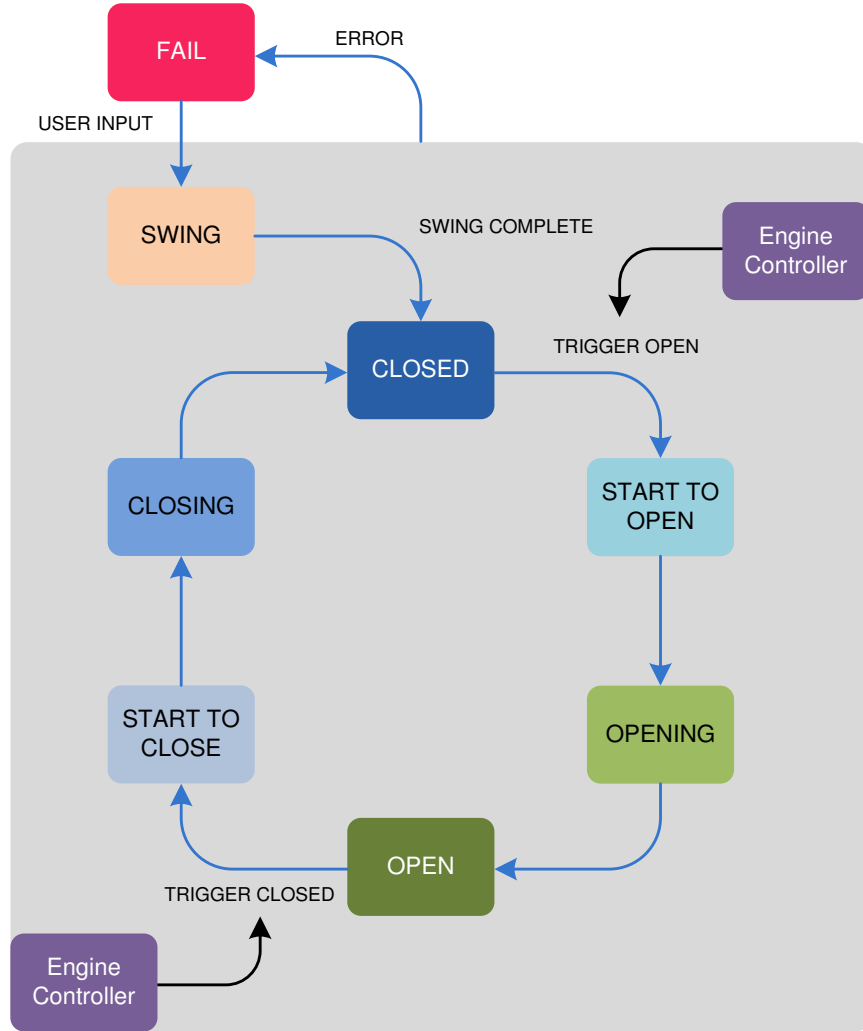 FAIL
ERROR
USER INPUT
SWING
SWING COMPLETE
Engine
Controller
TRIGGER OPEN
CLOSED
CLOSING
START TO
OPEN
START TO
CLOSE
OPENING
OPEN
TRIGGER CLOSED
Engine
Controller